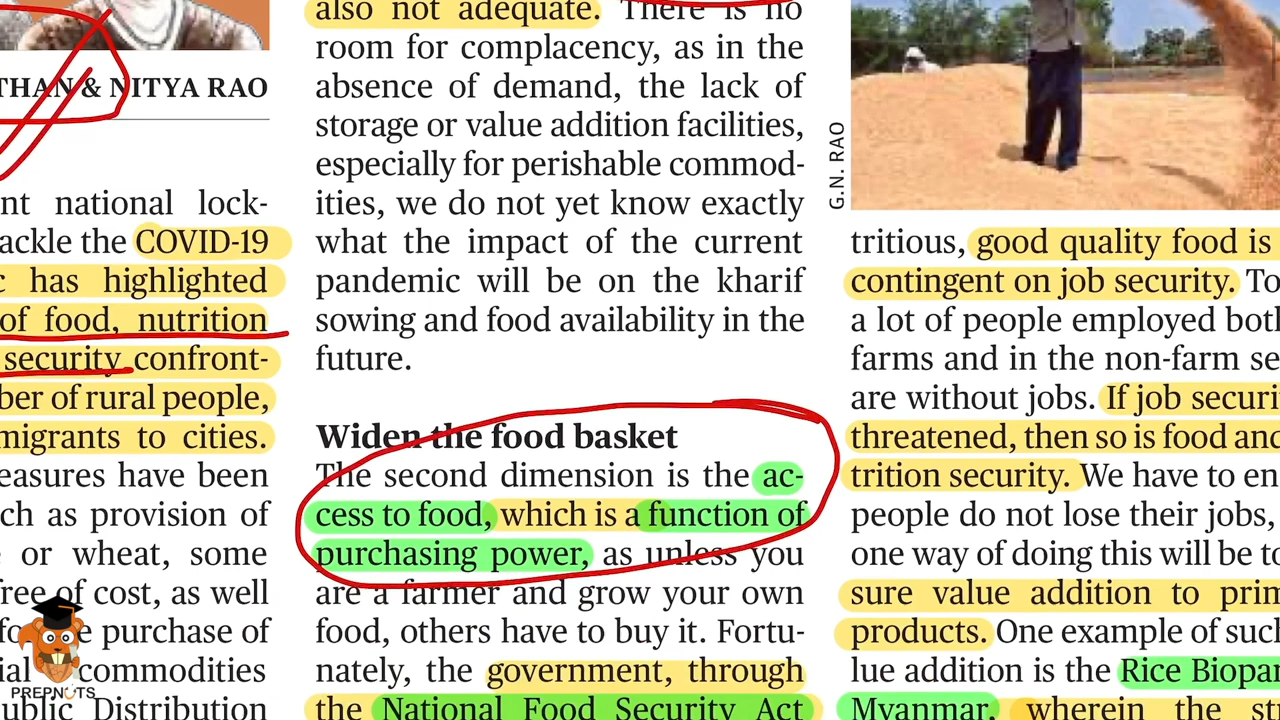 THAN & NITYA RAO
nt national lock-
ackle the COVID-19
c has highlighted
of food, nutrition
security confront-
ber of rural people,
migrants to cities.
easures have been
ch as provision of
or wheat, some
free of cost, as well
purchase of
ial commodities
ublic Distribution
also not adequate. There is no
room for complacency, as in the
absence of demand, the lack of
storage or value addition facilities,
especially for perishable commod-
ities, we do not yet know exactly
what the impact of the current
pandemic will be on the kharif
sowing and food availability in the
future.
Widen the food basket
The second dimension is the ac-
cess to food, which is a function of
purchasing power, as unless you
are a farmer and grow your own
food, others have to buy it. Fortu-
nately, the government, through
the National Food Security Act
G.N. RAO
tritious, good quality food is
contingent on job security. To
a lot of people employed both
farms and in the non-farm se
are without jobs. If job securi
threatened, then so is food and
trition security. We have to en
people do not lose their jobs,
one way of doing this will be to
sure value addition to prim
products. One example of such
lue addition is the Rice Biopar
Myanmar, wherein the st
PREPNUTS